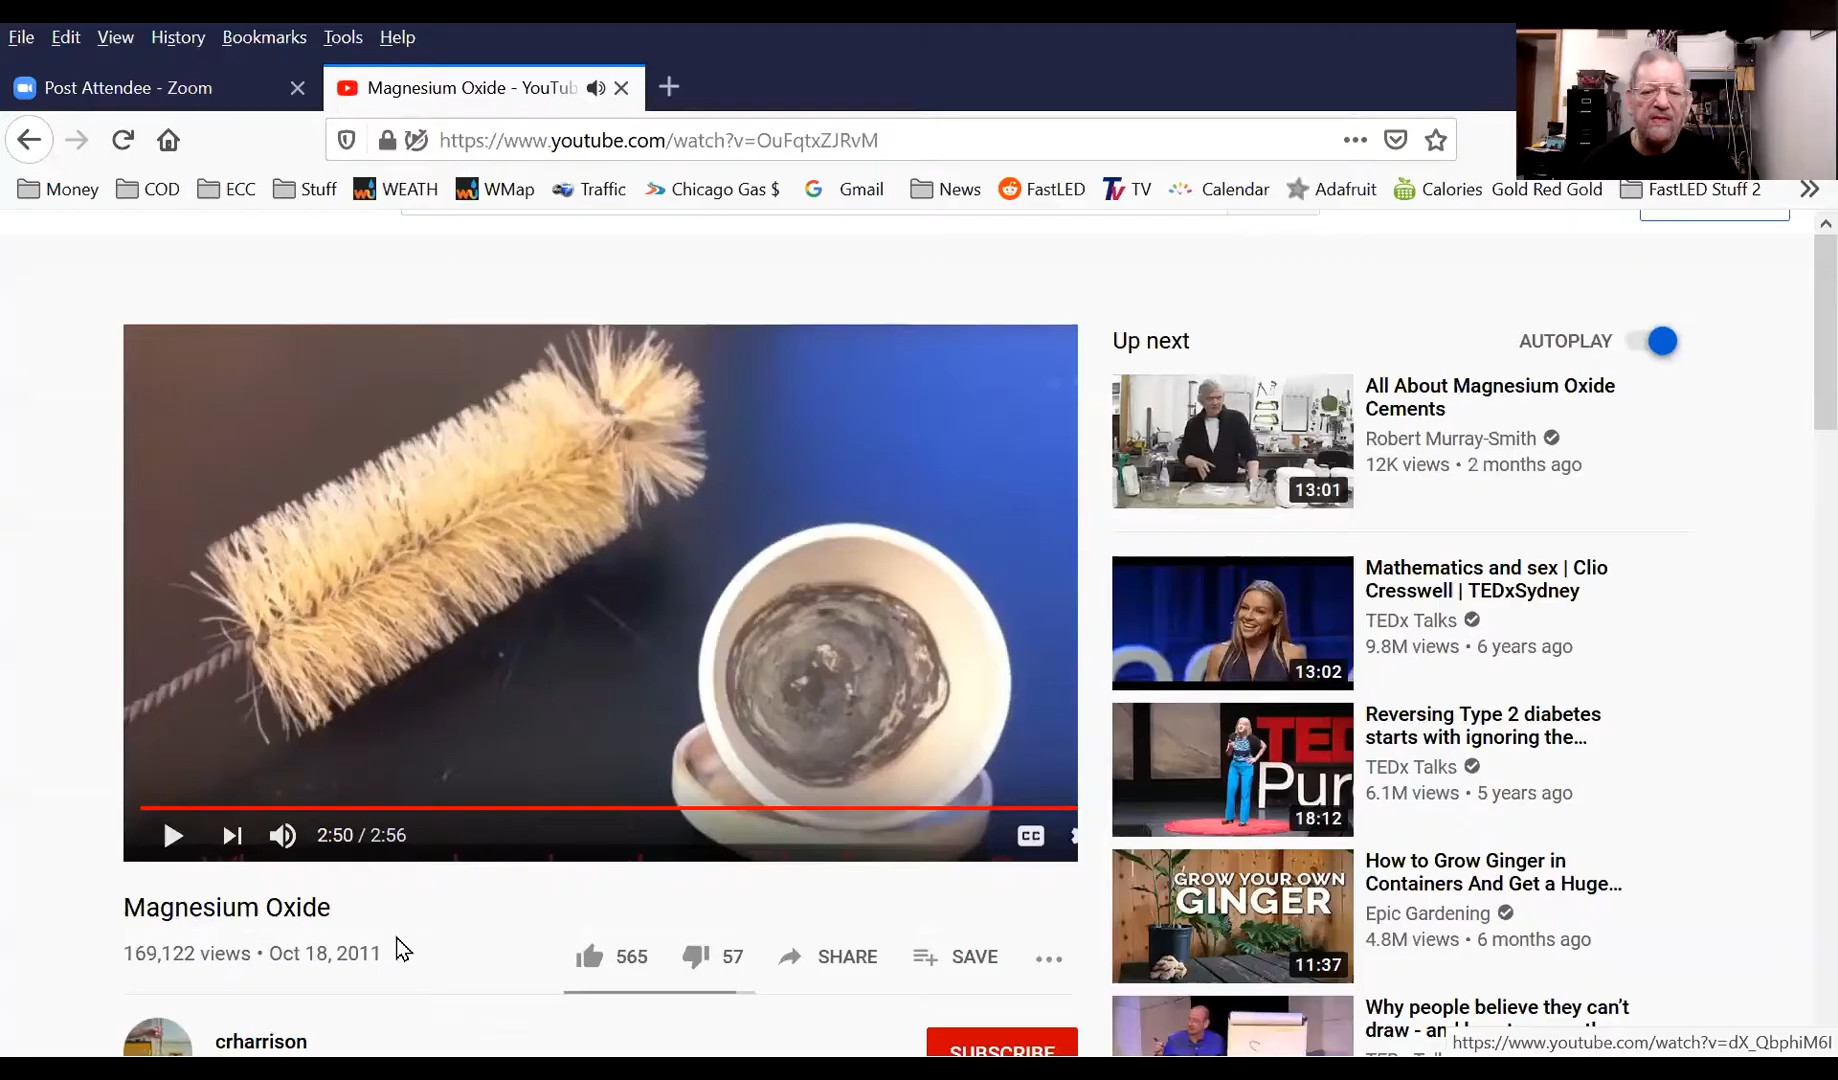 File Edit View History Bookmarks Tools Help
Post Attendee - Zoom
Magnesium Oxide - YouTub
https://www.youtube.com/watch?v=OuFqtxZJRvM
Money COD ECC Stuff WEATH WMap Traffic Chicago Gas $ Gmail News FastLED TV Calendar Adafruit Calories Gold Red Gold FastLED Stuff 2
Up next
AUTOPLAY
All About Magnesium Oxide
Cements
Robert Murray-Smith
12K views • 2 months ago
13:01
Mathematics and sex | Clio
Cresswell | TEDxSydney
TEDx Talks
9.8M views • 6 years ago
13:02
Reversing Type 2 diabetes
starts with ignoring the...
TEDx Talks
6.1M views • 5 years ago
TED
Pur
18:12
How to Grow Ginger in
Containers And Get a Huge...
Epic Gardening
4.8M views • 6 months ago
GROW YOUR OWN
GINGER
11:37
Why people believe they can't
draw - and
https://www.youtube.com/watch?v=dX_QbphiM6I
2:50 / 2:56
CC
Magnesium Oxide
169,122 views • Oct 18, 2011
565 57 SHARE SAVE
crharrison
SUBSCRIBE